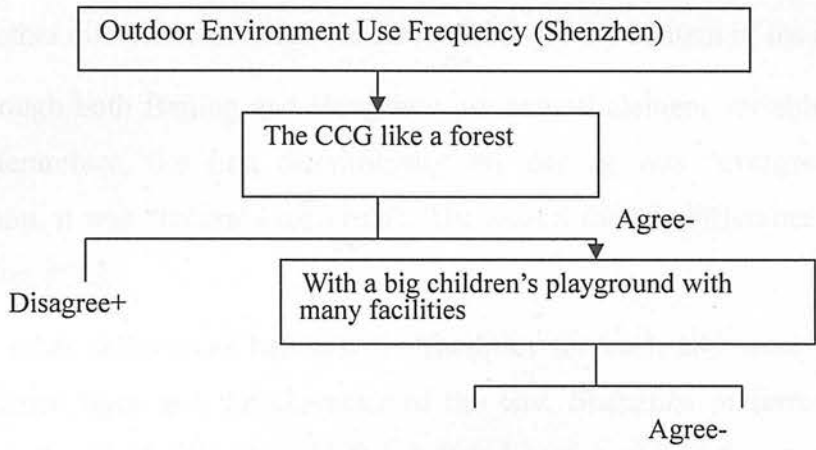 Outdoor Environment Use Frequency (Shenzhen)
The CCG like a forest
Agree-
Disagree+
With a big children's playground with
many facilities
Agree-